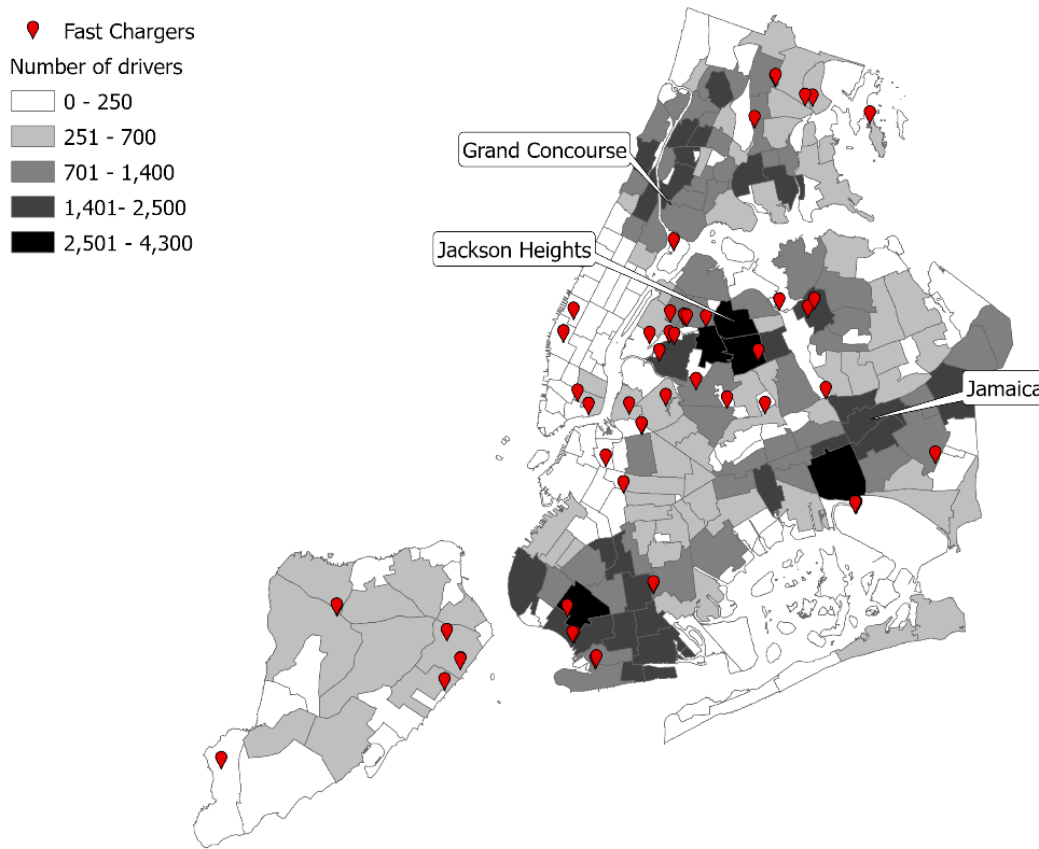 Fast Chargers
Number of drivers
0 - 250
251 - 700
701 - 1,400
1,401- 2,500
2,501 - 4,300
Grand Concourse
Jackson Heights
Jamaica